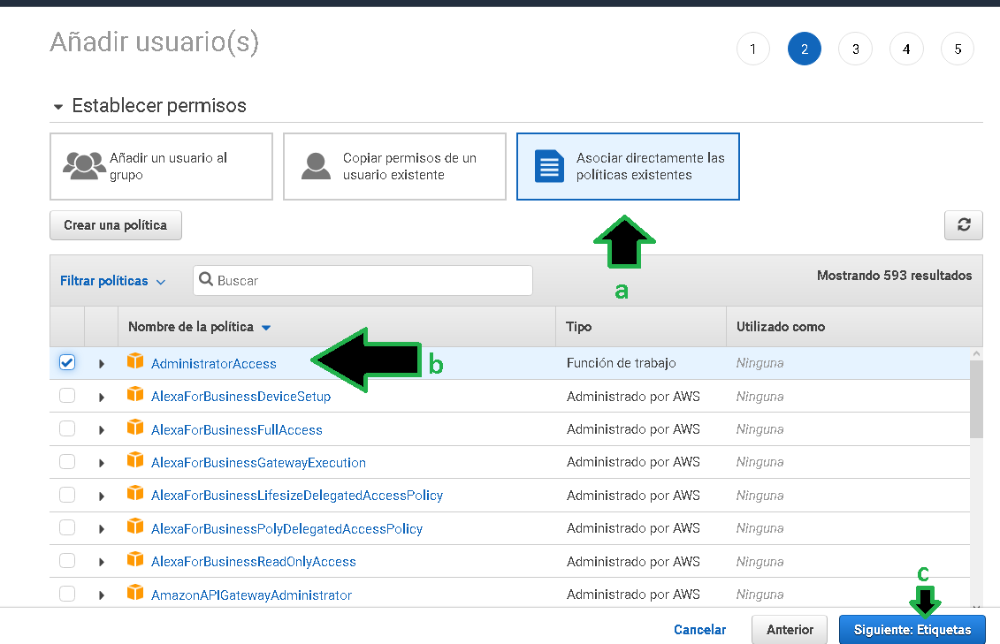 Añadir usuario(s)
1 2 3 4 5
Establecer permisos
Añadir un usuario al
grupo
Copiar permisos de un
usuario existente
Asociar directamente las
políticas existentes
Crear una política
a
Filtrar políticas
Buscar
Mostrando 593 resultados
Nombre de la política Tipo Utilizado como
AdministratorAccess Función de trabajo Ninguna
b
AlexaForBusinessDeviceSetup Administrado por AWS Ninguna
AlexaForBusinessFullAccess Administrado por AWS Ninguna
AlexaForBusinessGatewayExecution Administrado por AWS Ninguna
AlexaForBusinessLifesizeDelegatedAccessPolicy Administrado por AWS Ninguna
AlexaForBusinessPolyDelegatedAccessPolicy Administrado por AWS Ninguna
AlexaForBusinessReadOnlyAccess Administrado por AWS Ninguna
AmazonAPIGatewayAdministrator Administrado por AWS Ninguna
c
Cancelar Anterior Siguiente: Etiquetas